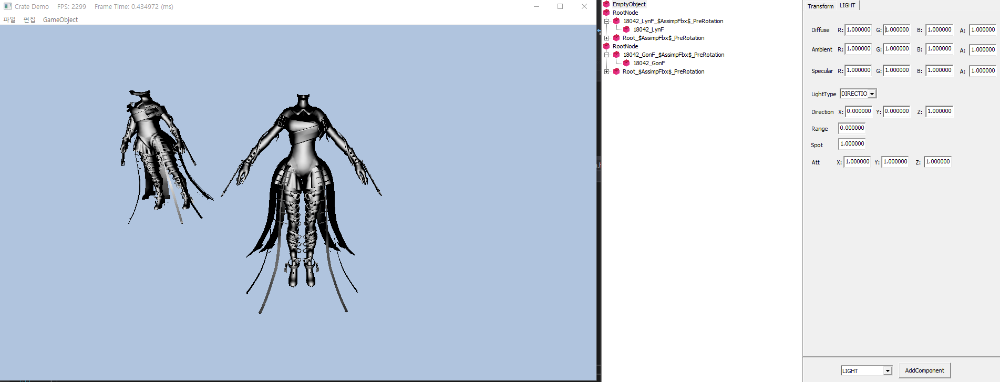 Crate Demo FPS: 2299 Frame Time: 0.434972 (ms)
파일 편집 GameObject
EmptyObject
RootNode
18042_LynF_$AssimpFbx$_PreRotation
18042_LynF
Root_$AssimpFbx$_PreRotation
RootNode
18042_GonF_$AssimpFbx$_PreRotation
18042_GonF
Root_$AssimpFbx$_PreRotation
Transform LIGHT
Diffuse R: 1.000000 G: 1.000000 B: 1.000000 A: 1.000000
Ambient R: 1.000000 G: 1.000000 B: 1.000000 A: 1.000000
Specular R: 1.000000 G: 1.000000 B: 1.000000 A: 1.000000
LightType DIRECTIO
Direction X: 0.000000 Y: 0.000000 Z: 1.000000
Range 0.000000
Spot 1.000000
Att X: 1.000000 Y: 1.000000 Z: 1.000000
LIGHT AddComponent